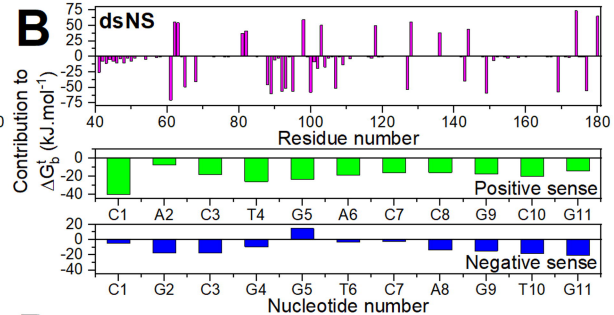 B
dsNS
Contribution to
ΔG_b^t (kJ.mol⁻¹)
75
50
25
0
-25
-50
-75
40 60 80 100 120 140 160 180
Residue number
0
-20
-40
Positive sense
C1 A2 C3 T4 G5 A6 C7 C8 G9 C10 G11
20
0
-20
-40
Negative sense
C1 G2 C3 G4 G5 T6 C7 A8 G9 T10 G11
Nucleotide number
0